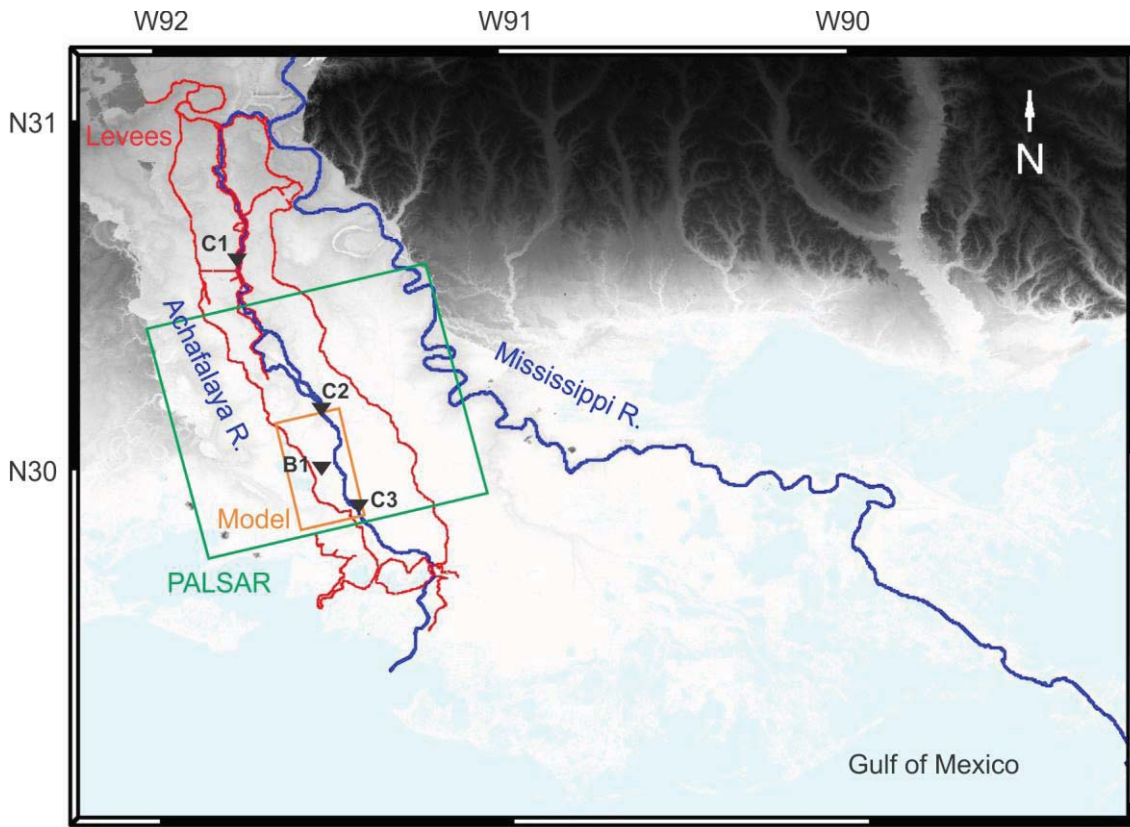 W92
W91
W90
N31
Levees
N
C1
Achafalaya R.
Mississippi R.
C2
N30
B1
C3
Model
PALSAR
Gulf of Mexico